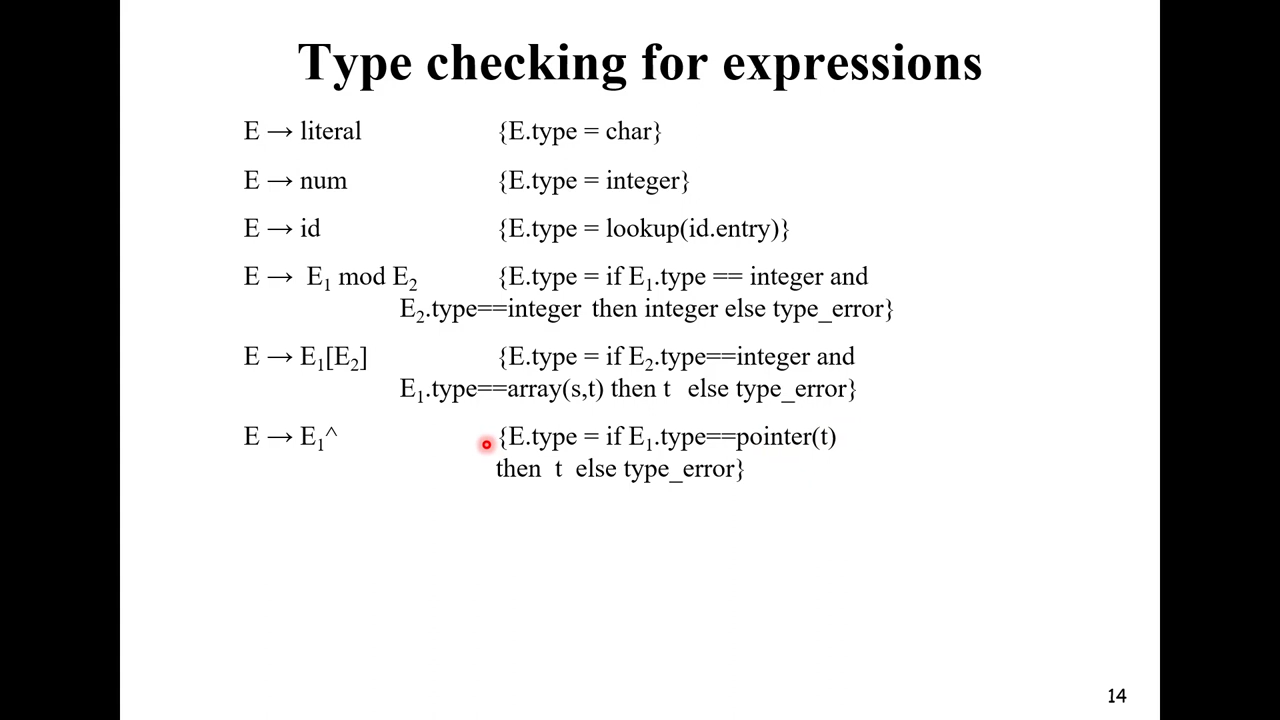 Type checking for expressions
E → literal {E.type = char}
E → num {E.type = integer}
E → id {E.type = lookup(id.entry)}
E → E₁ mod E₂ {E.type = if E₁.type == integer and
E₂.type==integer then integer else type_error}
E → E₁[E₂] {E.type = if E₂.type==integer and
E₁.type==array(s,t) then t else type_error}
E → E₁^ {E.type = if E₁.type==pointer(t)
then t else type_error}
14